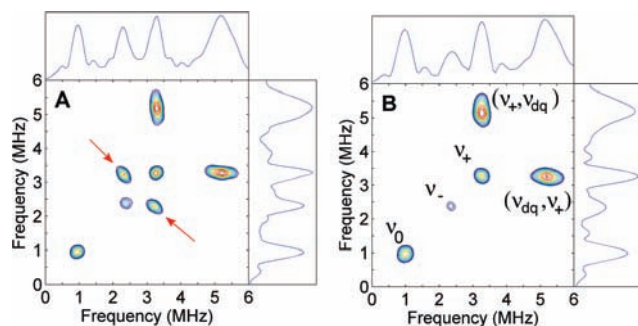 A
6
5
4
3
2
1
0
Frequency (MHz)
0 1 2 3 4 5 6
Frequency (MHz)
B
6
5
4
3
2
1
0
Frequency (MHz)
(ν+,νdq)
ν+
ν-
(νdq,ν+)
ν0
0 1 2 3 4 5 6
Frequency (MHz)